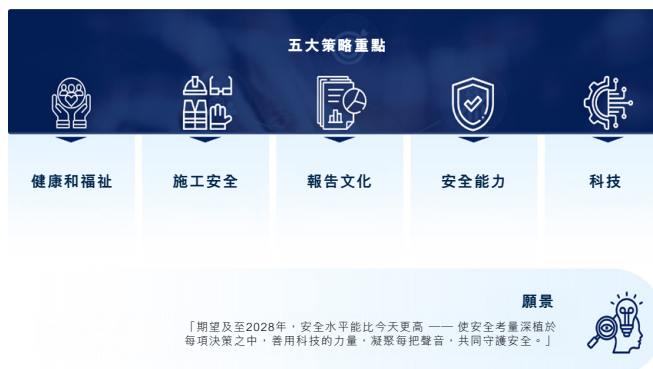 五大策略重點
健康和福祉
施工安全
報告文化
安全能力
科技
願景
「期望及至2028年，安全水平能比今天更高 —— 使安全考量深植於
每項決策之中，善用科技的力量，凝聚每把聲音，共同守護安全。」